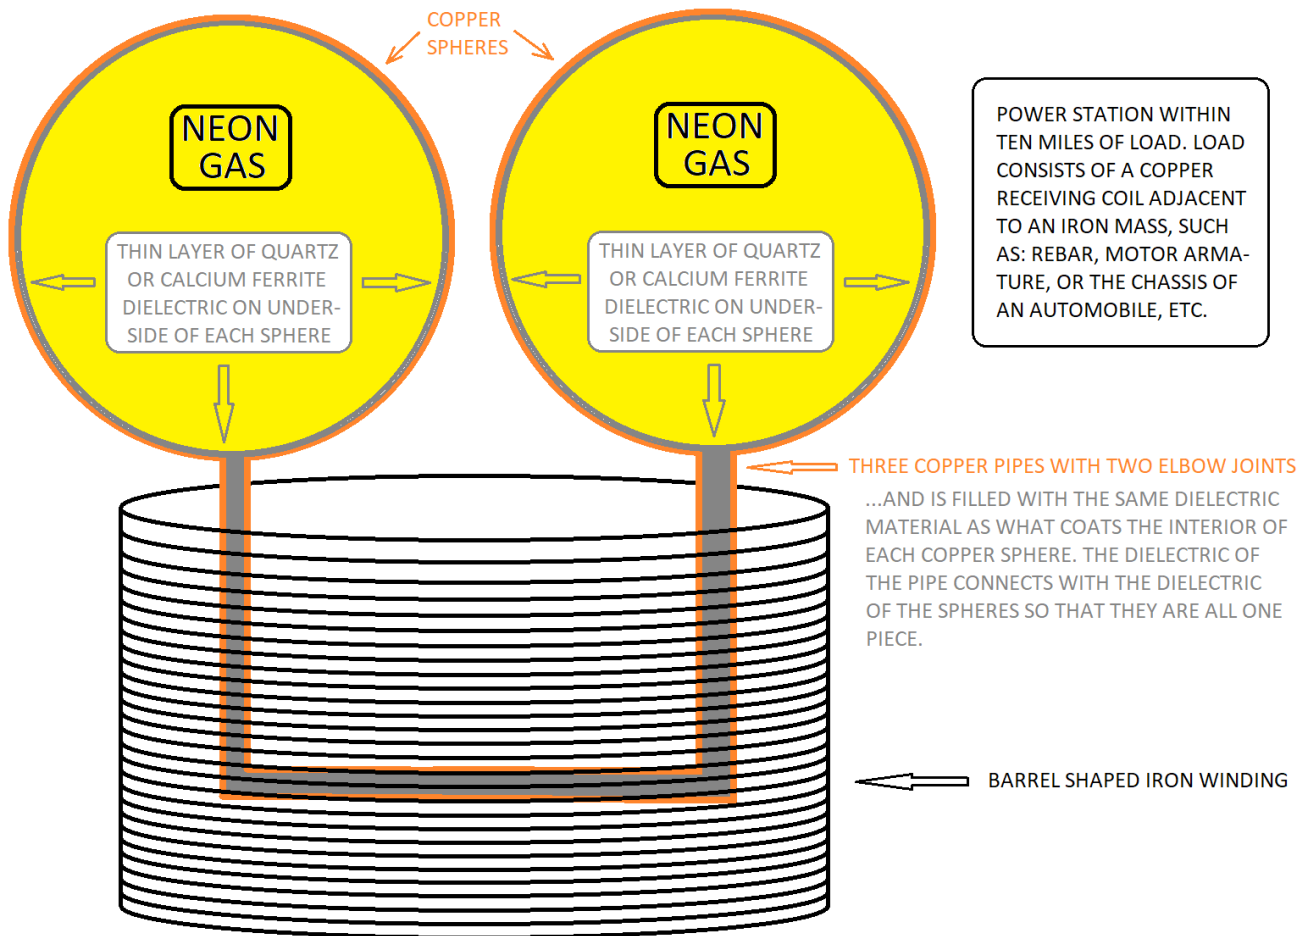 COPPER
SPHERES
NEON
GAS
THIN LAYER OF QUARTZ
OR CALCIUM FERRITE
DIELECTRIC ON UNDER-
SIDE OF EACH SPHERE
NEON
GAS
THIN LAYER OF QUARTZ
OR CALCIUM FERRITE
DIELECTRIC ON UNDER-
SIDE OF EACH SPHERE
POWER STATION WITHIN
TEN MILES OF LOAD. LOAD
CONSISTS OF A COPPER
RECEIVING COIL ADJACENT
TO AN IRON MASS, SUCH
AS: REBAR, MOTOR ARMA-
TURE, OR THE CHASSIS OF
AN AUTOMOBILE, ETC.
THREE COPPER PIPES WITH TWO ELBOW JOINTS
...AND IS FILLED WITH THE SAME DIELECTRIC
MATERIAL AS WHAT COATS THE INTERIOR OF
EACH COPPER SPHERE. THE DIELECTRIC OF
THE PIPE CONNECTS WITH THE DIELECTRIC
OF THE SPHERES SO THAT THEY ARE ALL ONE
PIECE.
BARREL SHAPED IRON WINDING